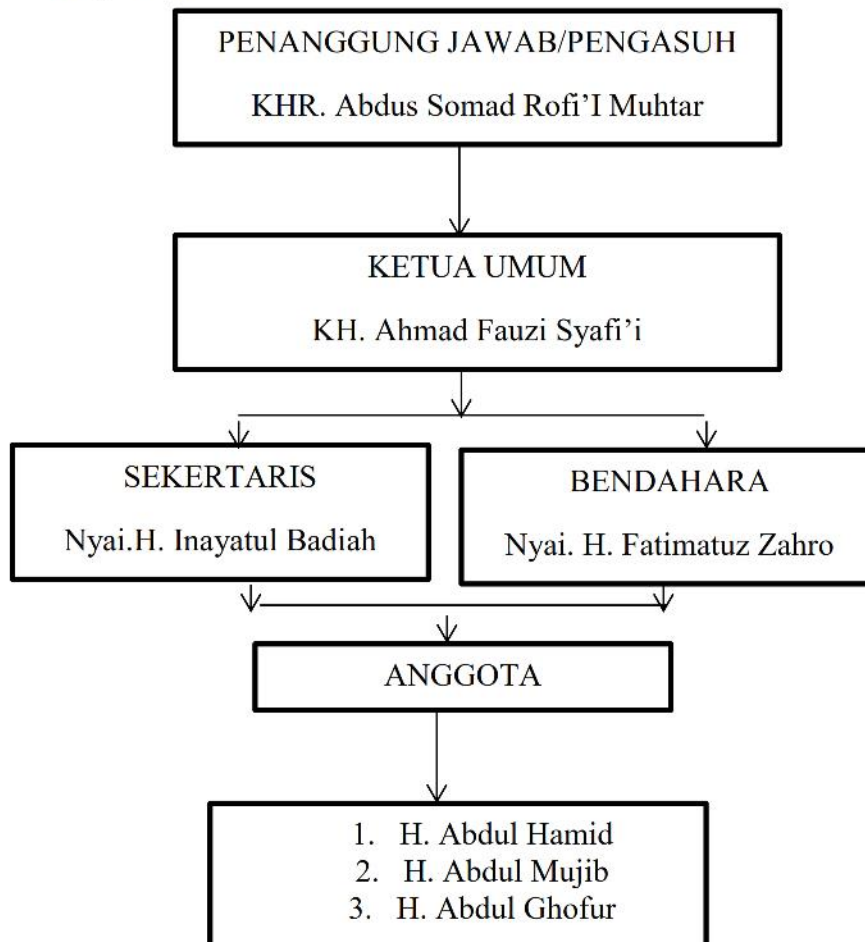 PENANGGUNG JAWAB/PENGASUH
KHR. Abdus Somad Rofi’I Muhtar
KETUA UMUM
KH. Ahmad Fauzi Syafi’i
SEKERTARIS
Nyai.H. Inayatul Badiah
BENDAHARA
Nyai. H. Fatimatuz Zahro
ANGGOTA
1. H. Abdul Hamid
2. H. Abdul Mujib
3. H. Abdul Ghofur